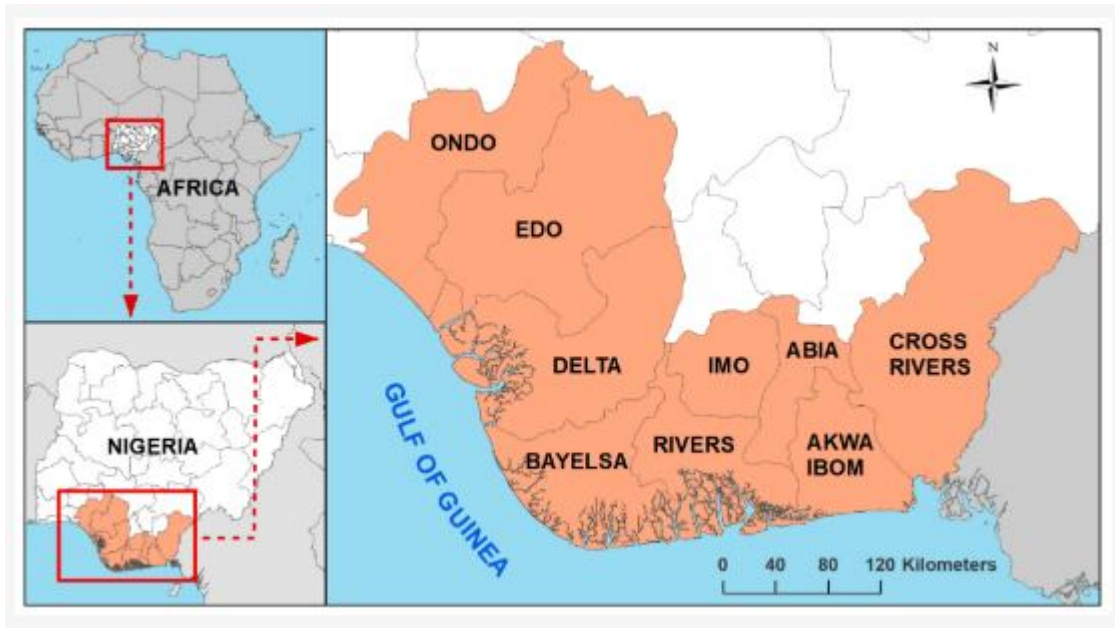 AFRICA
NIGERIA
N
ONDO
EDO
DELTA
IMO
ABIA
CROSS
RIVERS
BAYELSA
RIVERS
AKWA
IBOM
GULF OF GUINEA
0 40 80 120 Kilometers